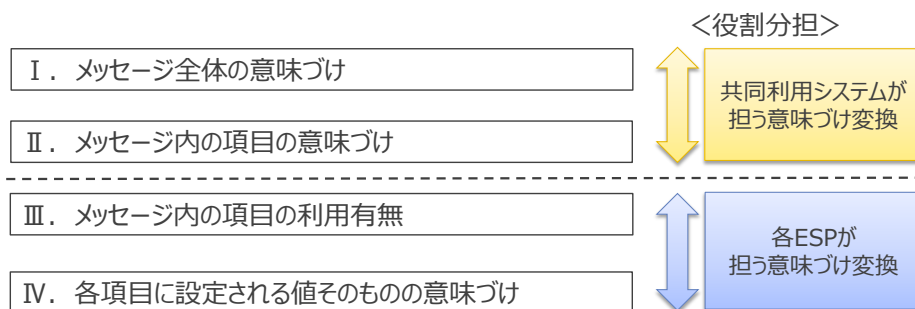 ＜役割分担＞
Ⅰ．メッセージ全体の意味づけ
共同利用システムが
担う意味づけ変換
Ⅱ．メッセージ内の項目の意味づけ
Ⅲ．メッセージ内の項目の利用有無
各ESPが
担う意味づけ変換
Ⅳ．各項目に設定される値そのものの意味づけ